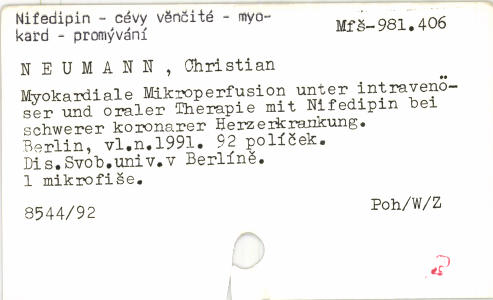 Nifedipin - cévy věnčité - myo-
kard - promývání
Mfš-981.406
N E U M A N N , Christian
Myokardiale Mikroperfusion unter intravenö-
ser und oraler Therapie mit Nifedipin bei
schwerer koronarer Herzerkrankung.
Berlin, vl.n.1991. 92 políček.
Dis.Svob.univ.v Berlíně.
1 mikrofiše.
8544/92
Poh/W/Z